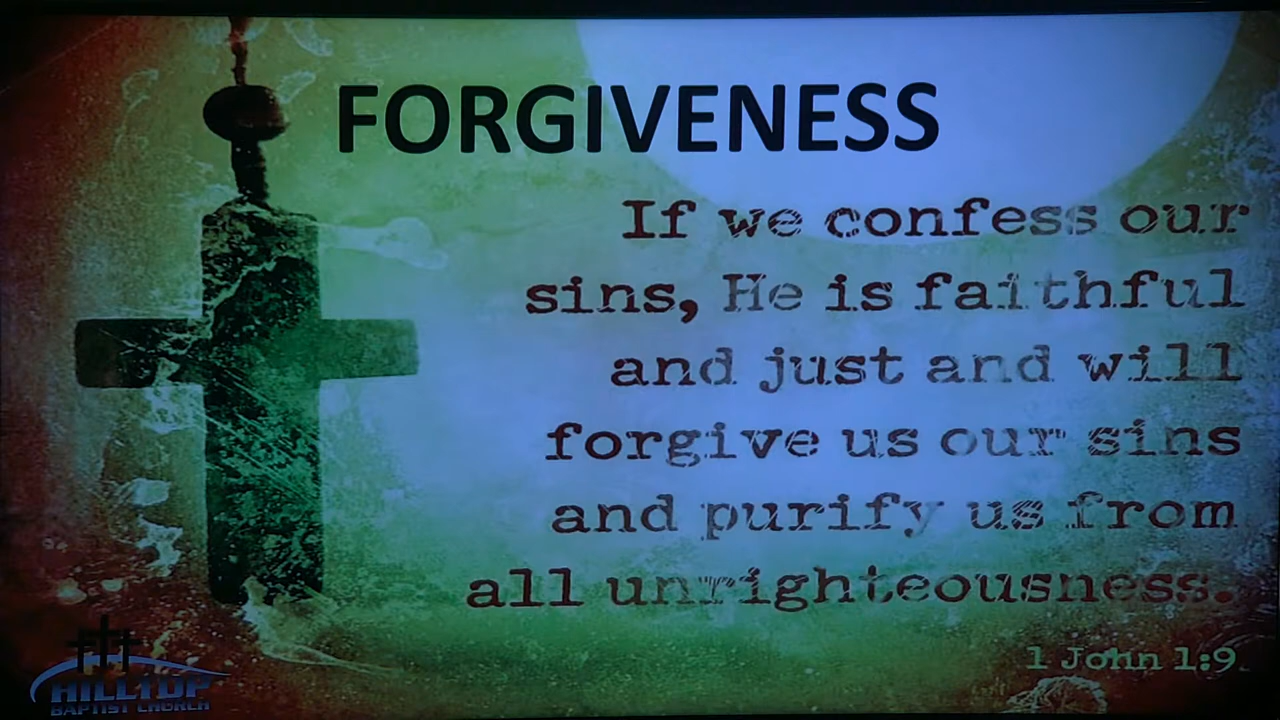 FORGIVENESS
If we confess our
sins, He is faithful
and just and will
forgive us our sins
and purify us from
all unrighteousness.
1 John 1:9
HILLTOP
BAPTIST CHURCH